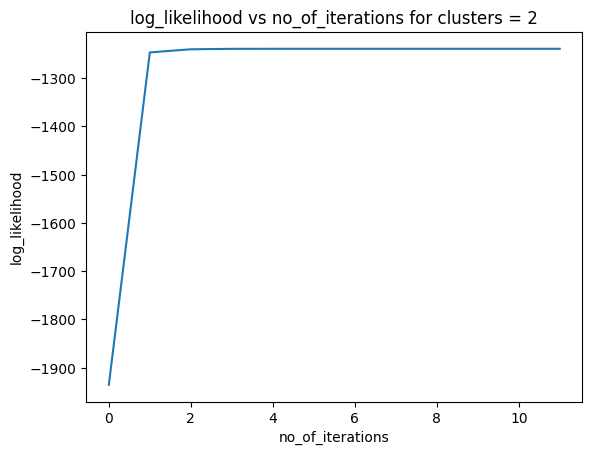 log_likelihood vs no_of_iterations for clusters = 2
−1300
−1400
−1500
−1600
−1700
−1800
−1900
log_likelihood
0 2 4 6 8 10
no_of_iterations